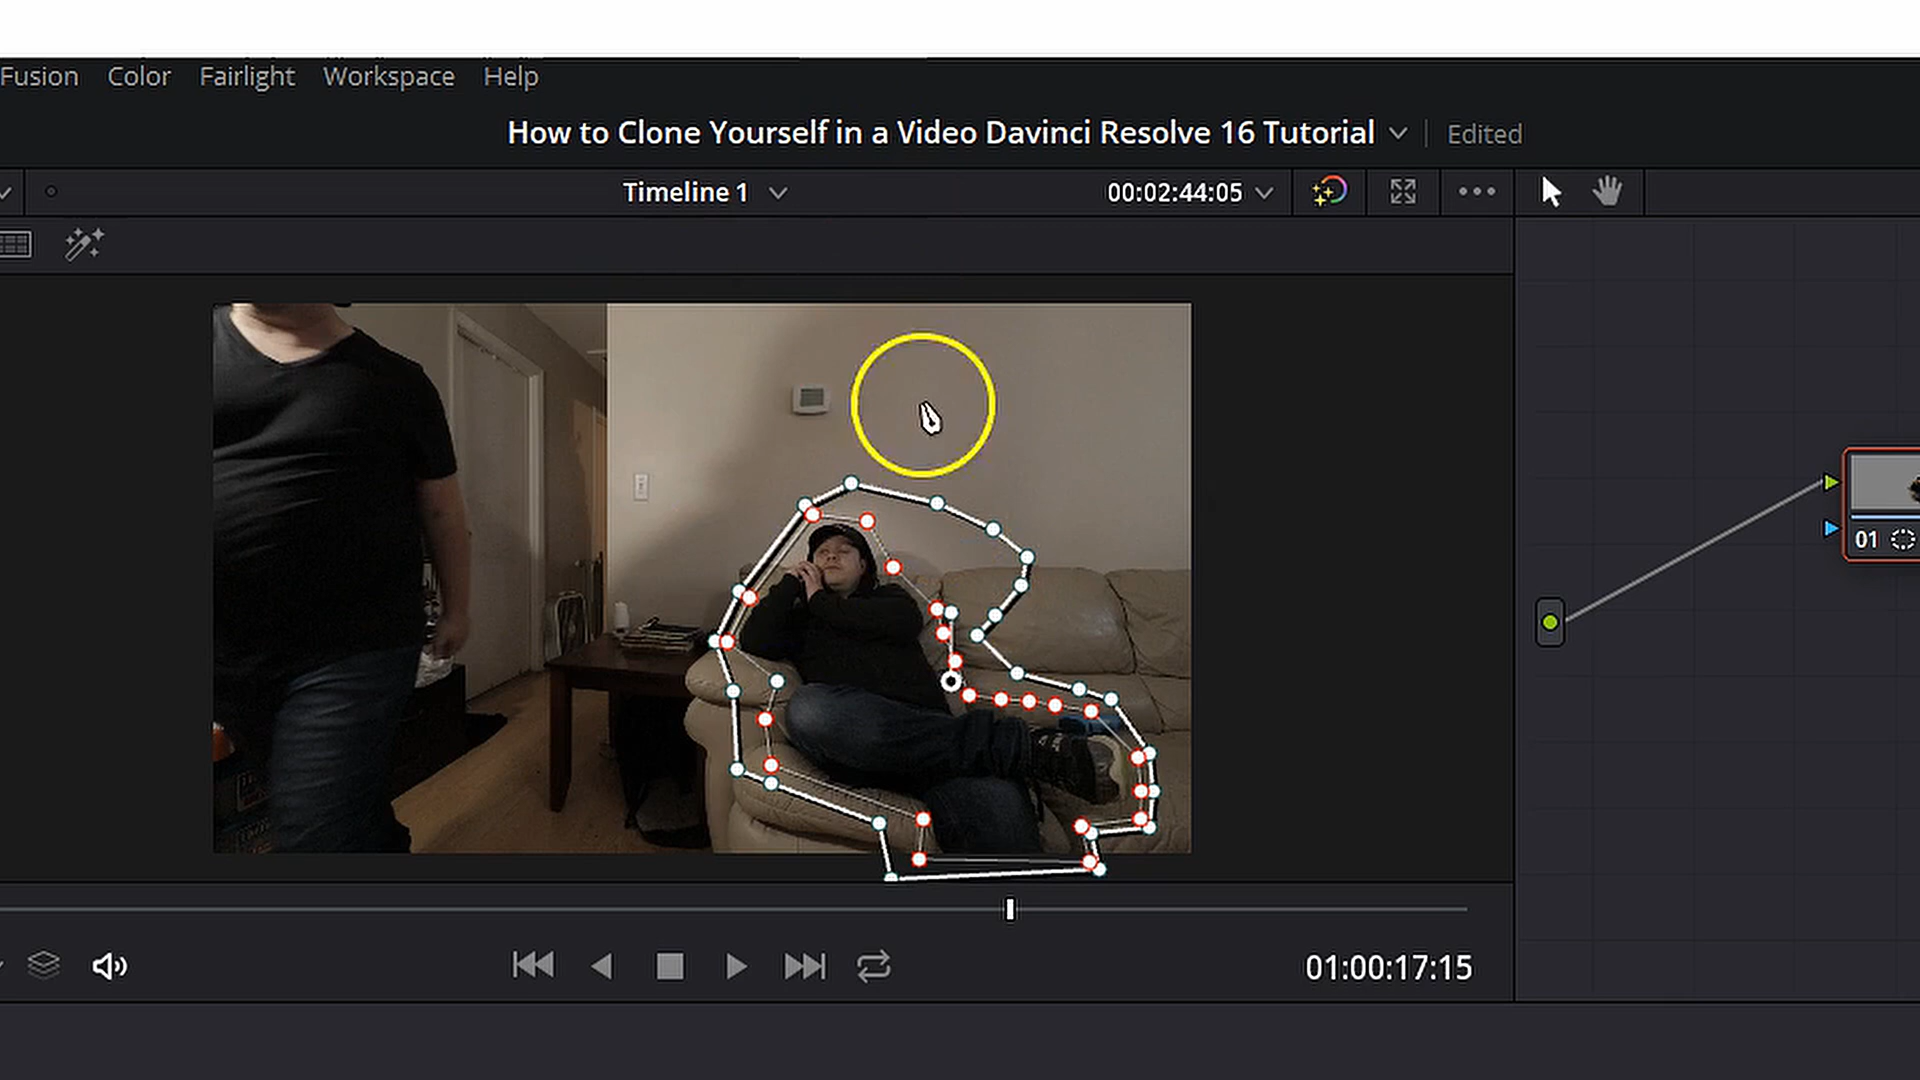 Fusion Color Fairlight Workspace Help
How to Clone Yourself in a Video Davinci Resolve 16 Tutorial Edited
Timeline 1 00:02:44:05
01
01:00:17:15